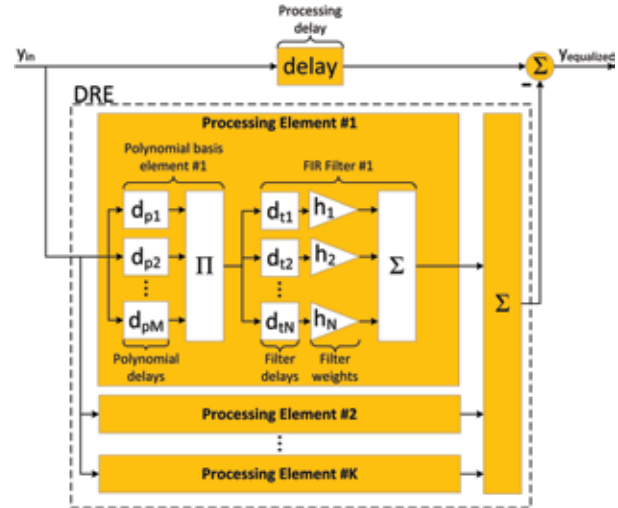 Processing
delay
yin
delay
Σ
yequalized
DRE
Processing Element #1
Polynomial basis
element #1
FIR Filter #1
dp1
dt1
h1
dp2
Π
dt2
h2
Σ
Σ
dpM
dtN
hN
Polynomial
delays
Filter
delays
Filter
weights
Processing Element #2
Processing Element #K